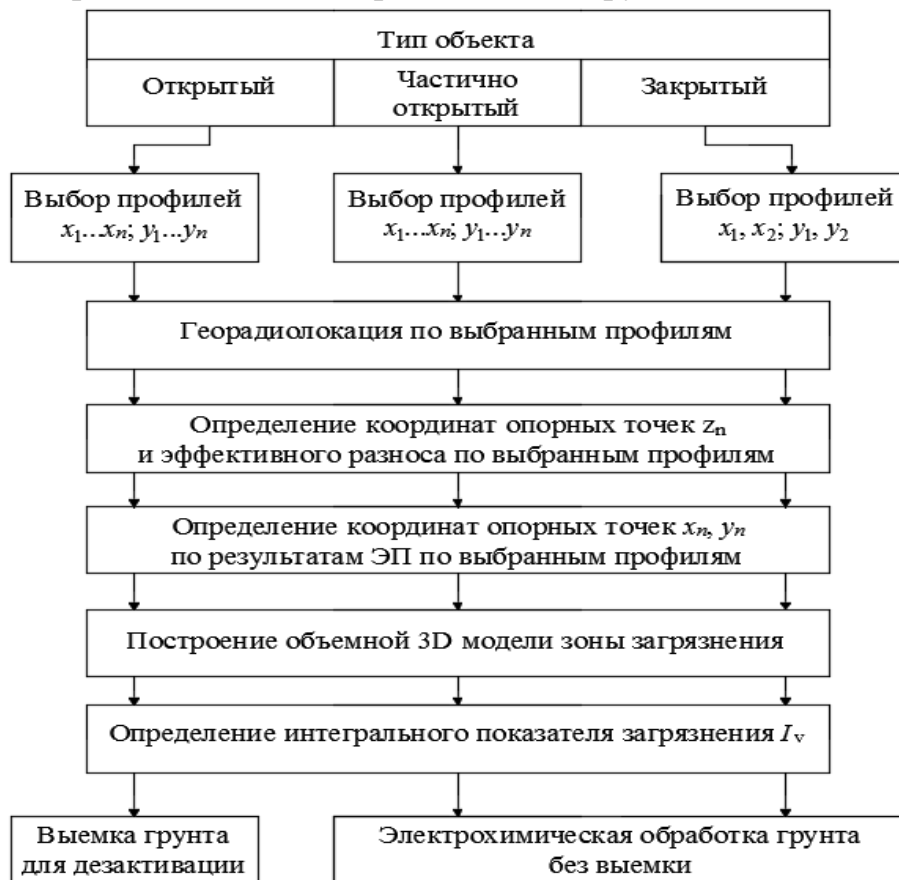 Тип объекта
Открытый
Частично
открытый
Закрытый
Выбор профилей
x₁...xₙ; y₁...yₙ
Выбор профилей
x₁...xₙ; y₁...yₙ
Выбор профилей
x₁, x₂; y₁, y₂
Георадиолокация по выбранным профилям
Определение координат опорных точек zₙ
и эффективного разноса по выбранным профилям
Определение координат опорных точек xₙ, yₙ
по результатам ЭП по выбранным профилям
Построение объемной 3D модели зоны загрязнения
Определение интегрального показателя загрязнения Iᵥ
Выемка грунта
для дезактивации
Электрохимическая обработка грунта
без выемки